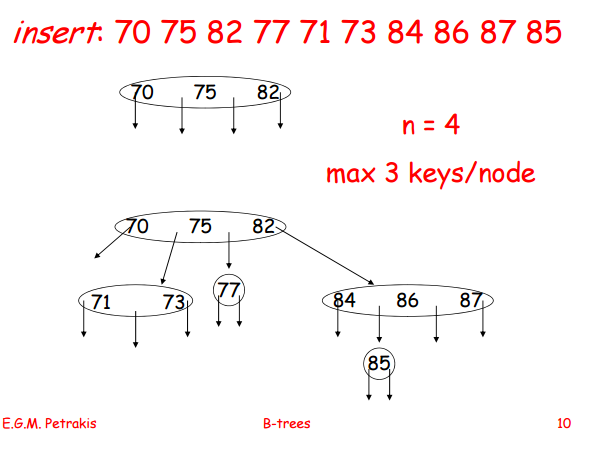 insert: 70 75 82 77 71 73 84 86 87 85
70 75 82
n = 4
max 3 keys/node
70 75 82
71 73
77
84 86 87
85
E.G.M. Petrakis B-trees 10